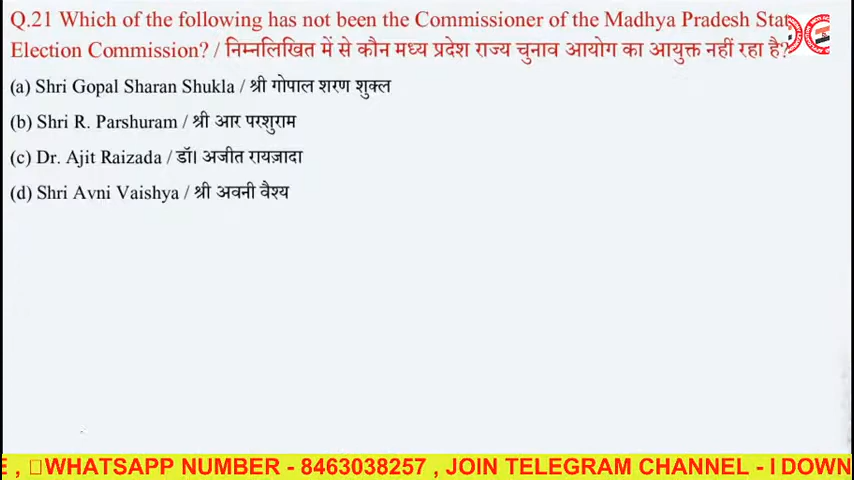 Q.21 Which of the following has not been the Commissioner of the Madhya Pradesh Stat
Election Commission? / निम्नलिखित में से कौन मध्य प्रदेश राज्य चुनाव आयोग का आयुक्त नहीं रहा है?
(a) Shri Gopal Sharan Shukla / श्री गोपाल शरण शुक्ल
(b) Shri R. Parshuram / श्री आर परशुराम
(c) Dr. Ajit Raizada / डॉ। अजीत रायज़ादा
(d) Shri Avni Vaishya / श्री अवनी वैश्य
E , WHATSAPP NUMBER - 8463038257 , JOIN TELEGRAM CHANNEL - I DOWN